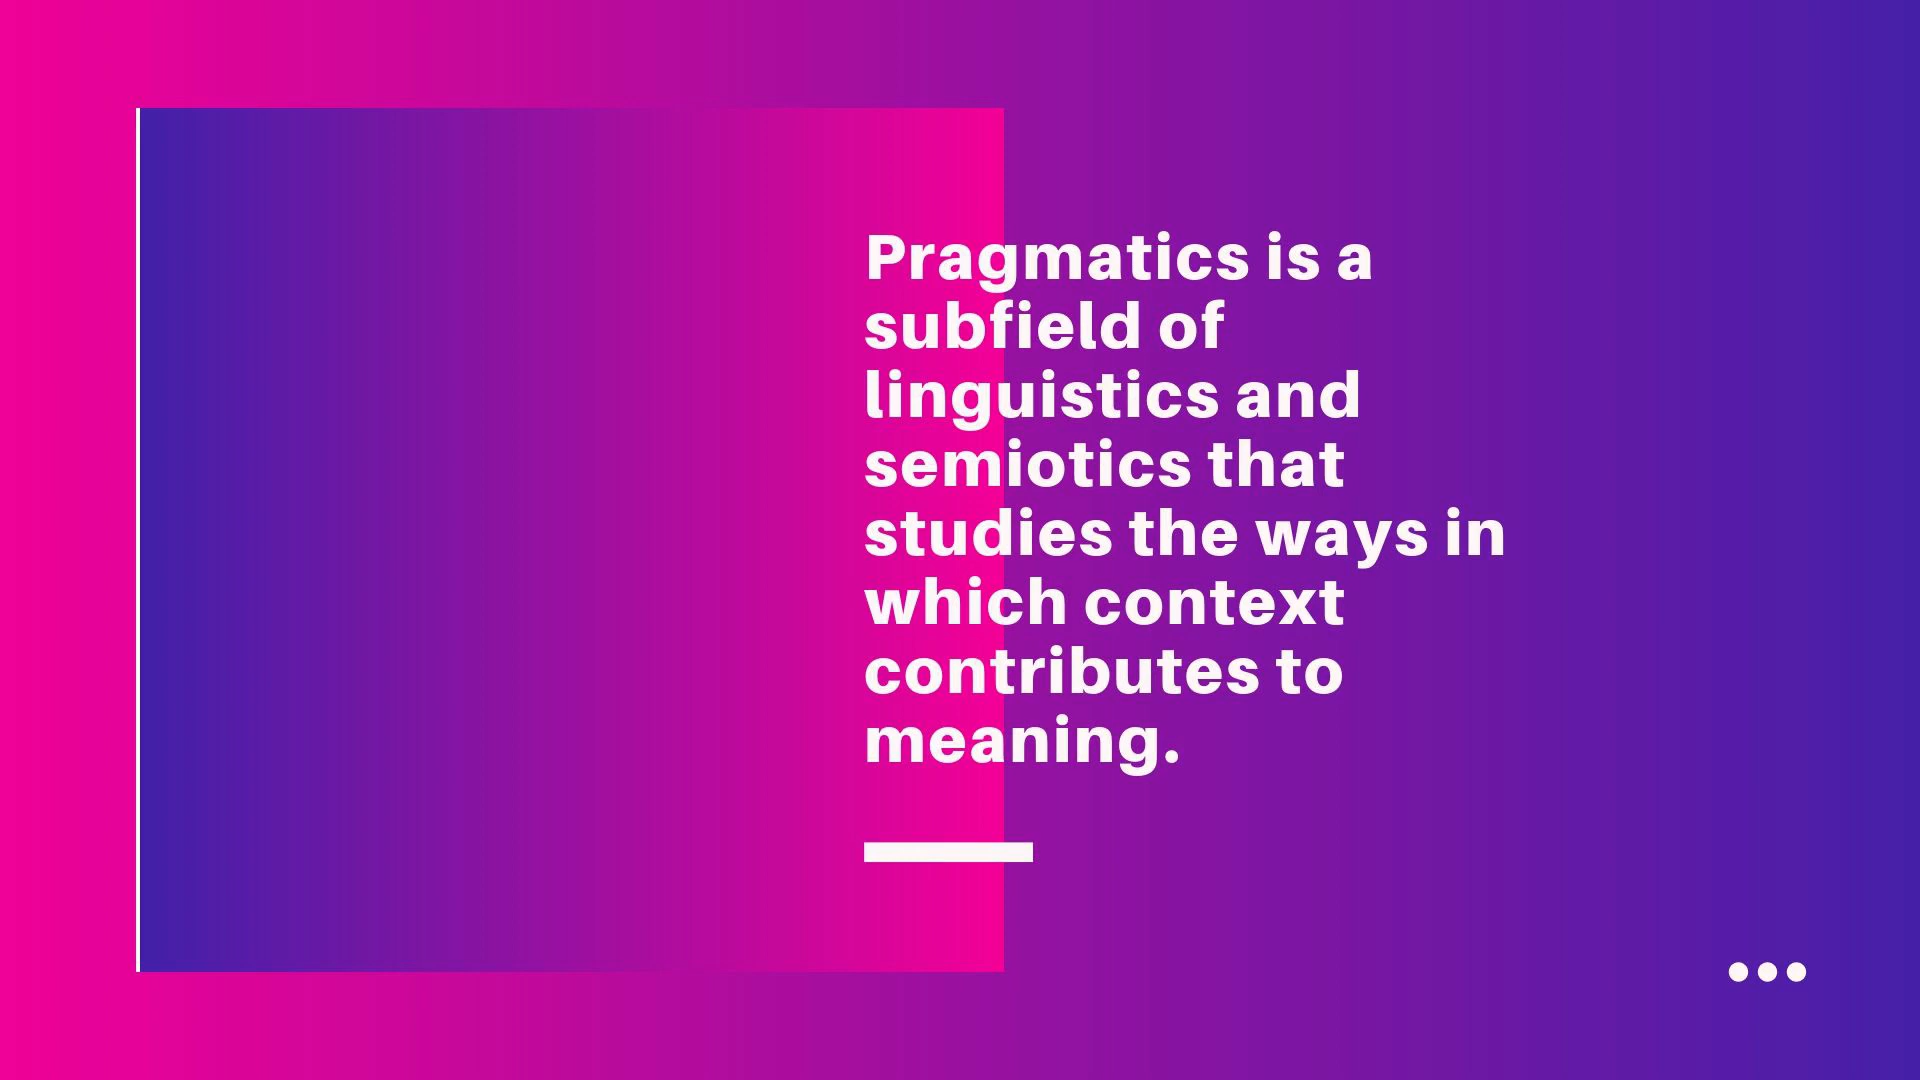 Pragmatics is a
subfield of
linguistics and
semiotics that
studies the ways in
which context
contributes to
meaning.